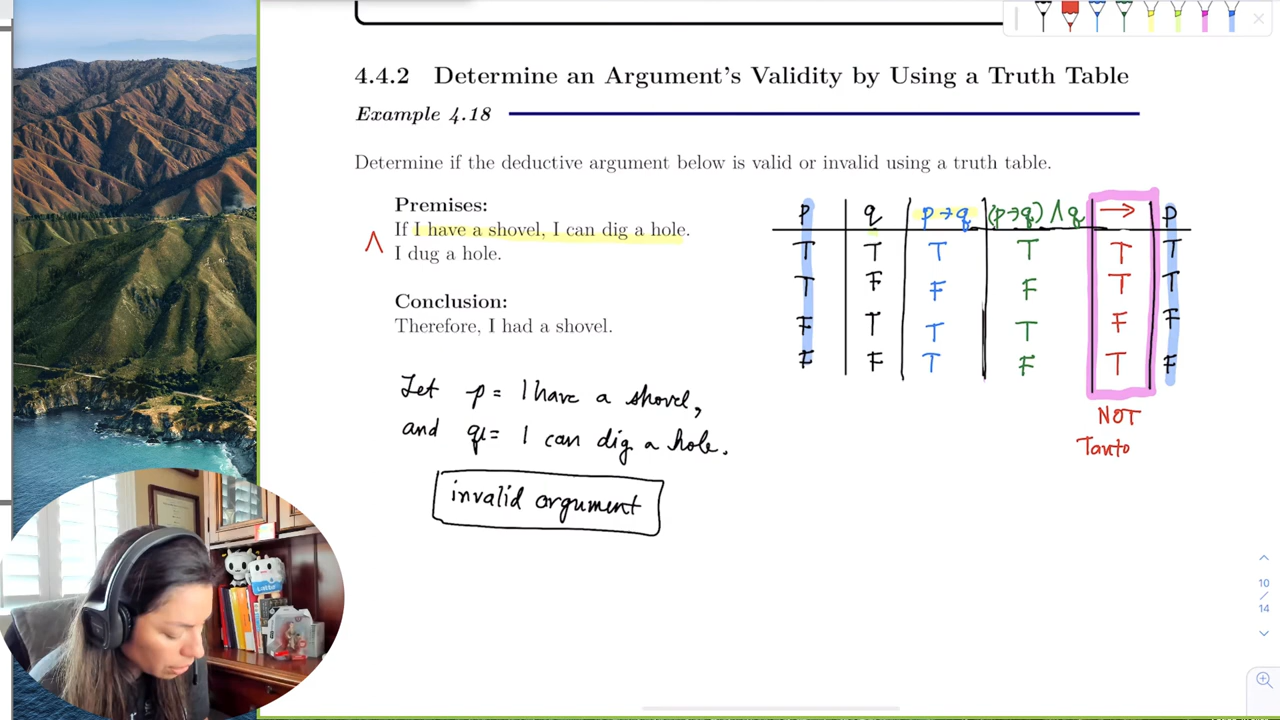 4.4.2 Determine an Argument's Validity by Using a Truth Table
Example 4.18
Determine if the deductive argument below is valid or invalid using a truth table.
Premises:
If I have a shovel, I can dig a hole.
∧ I dug a hole.
Conclusion:
Therefore, I had a shovel.
Let p = I have a shovel,
and q = I can dig a hole.
invalid argument
p q p→q (p→q) ∧ q → p
T T T T T T
T F F F T T
F T T T F F
F F T F T F
NOT
Tauto
10
/
14